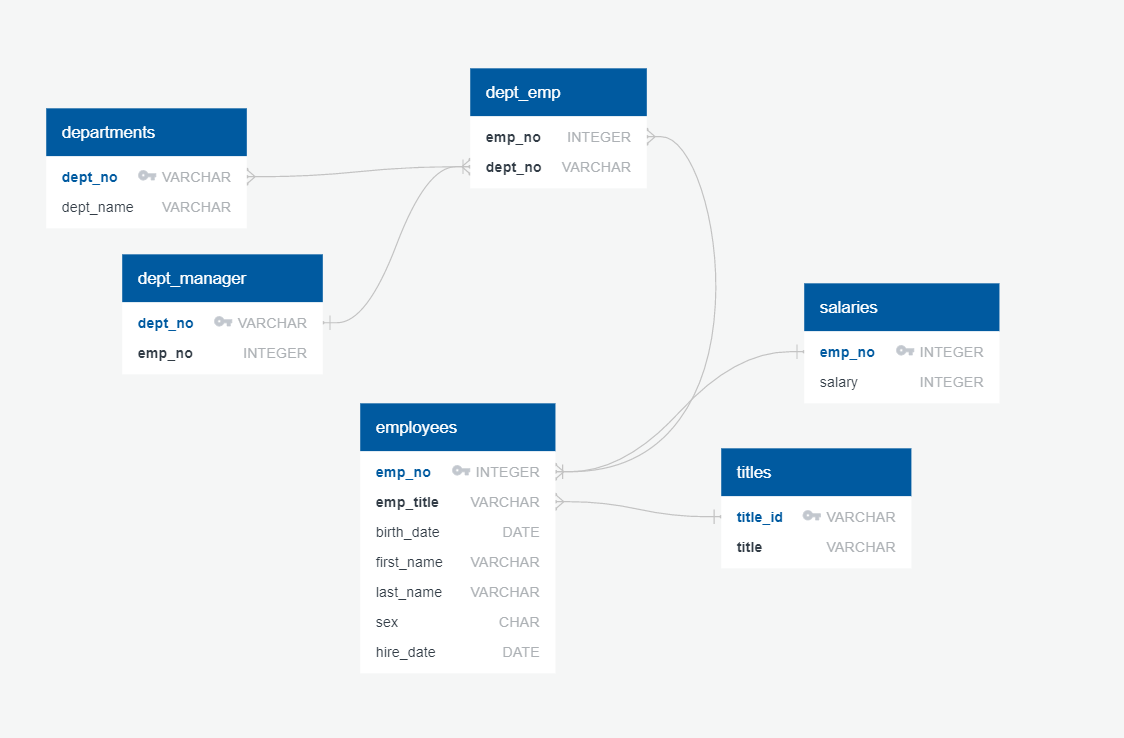 departments
dept_no VARCHAR
dept_name VARCHAR
dept_emp
emp_no INTEGER
dept_no VARCHAR
dept_manager
dept_no VARCHAR
emp_no INTEGER
salaries
emp_no INTEGER
salary INTEGER
employees
emp_no INTEGER
emp_title VARCHAR
birth_date DATE
first_name VARCHAR
last_name VARCHAR
sex CHAR
hire_date DATE
titles
title_id VARCHAR
title VARCHAR